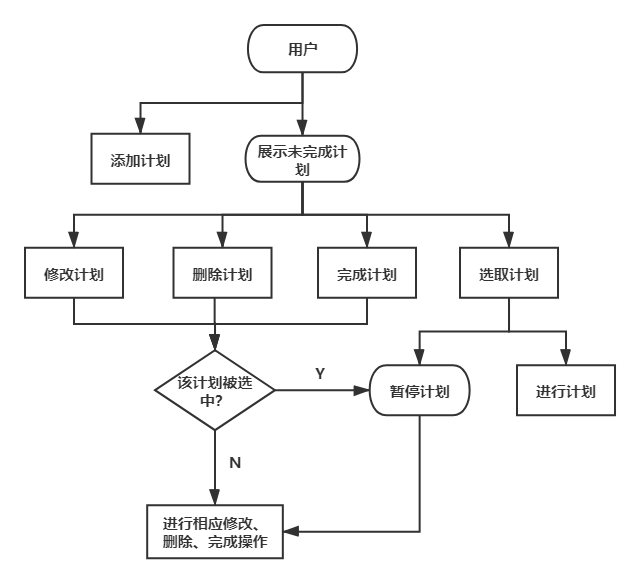 用户
添加计划
展示未完成计
划
修改计划
删除计划
完成计划
选取计划
该计划被选
中?
Y
暂停计划
进行计划
N
进行相应修改、
删除、完成操作